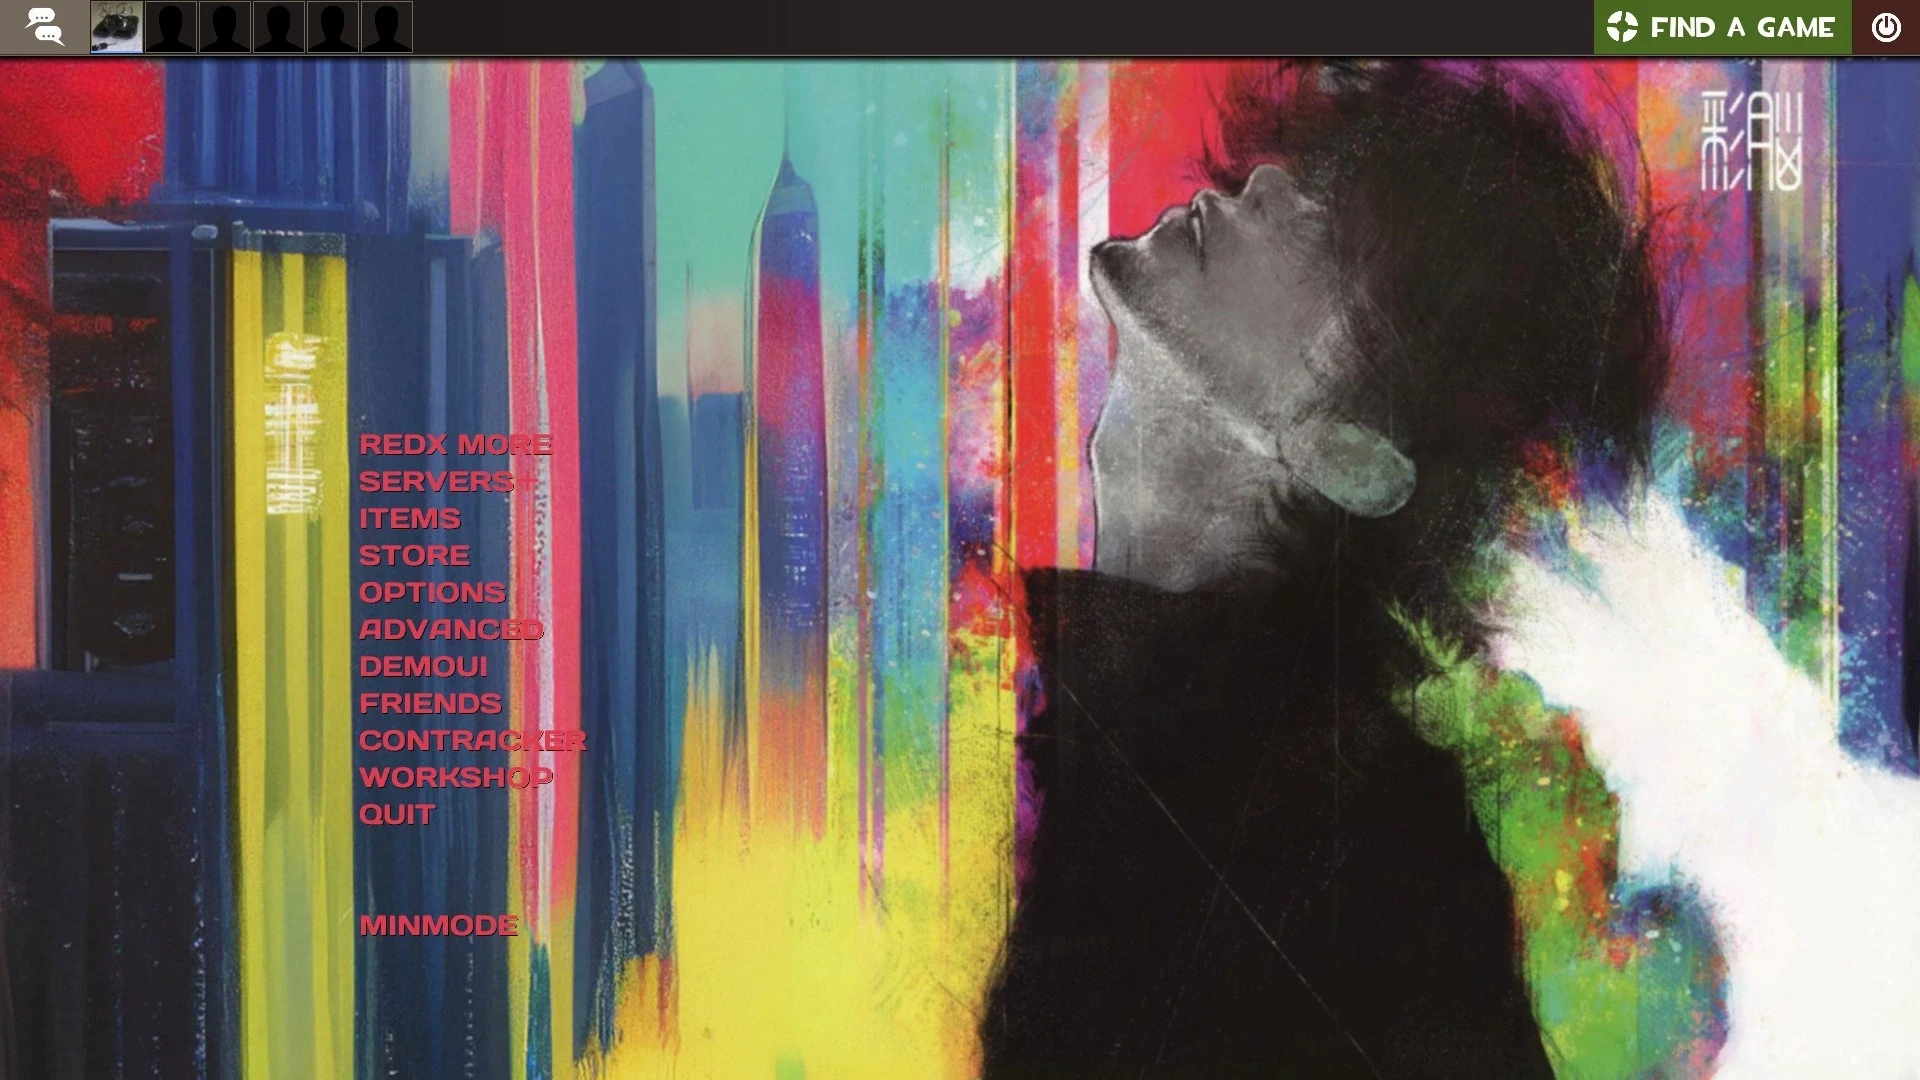 FIND A GAME
REDX MORE
SERVERS+
ITEMS
STORE
OPTIONS
ADVANCED
DEMOUI
FRIENDS
CONTRACKER
WORKSHOP
QUIT
MINMODE